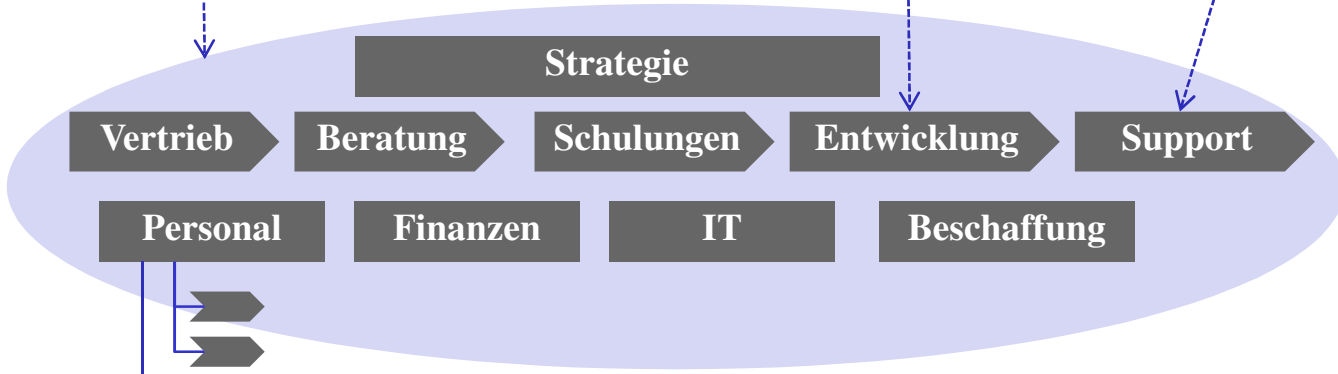 Strategie
Vertrieb Beratung Schulungen Entwicklung Support
Personal Finanzen IT Beschaffung